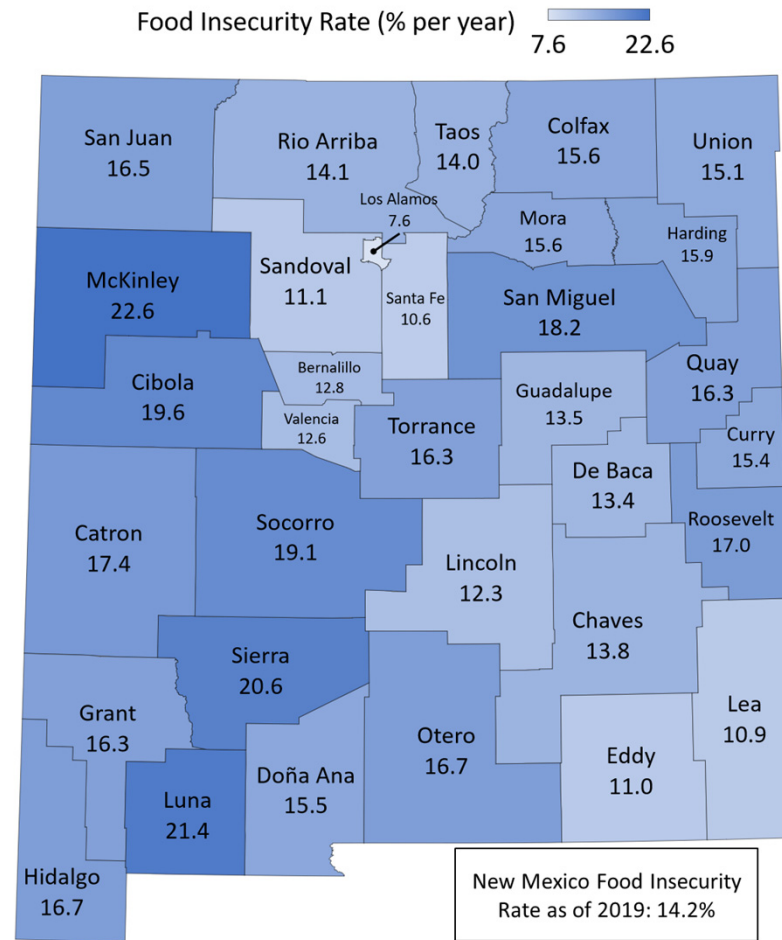 Food Insecurity Rate (% per year)
7.6 22.6
San Juan
16.5
Rio Arriba
14.1
Taos
14.0
Colfax
15.6
Union
15.1
Los Alamos
7.6
Mora
15.6
Harding
15.9
McKinley
22.6
Sandoval
11.1
Santa Fe
10.6
San Miguel
18.2
Cibola
19.6
Bernalillo
12.8
Valencia
12.6
Torrance
16.3
Guadalupe
13.5
Quay
16.3
Curry
15.4
De Baca
13.4
Roosevelt
17.0
Catron
17.4
Socorro
19.1
Lincoln
12.3
Chaves
13.8
Sierra
20.6
Grant
16.3
Luna
21.4
Doña Ana
15.5
Otero
16.7
Eddy
11.0
Lea
10.9
Hidalgo
16.7
New Mexico Food Insecurity
Rate as of 2019: 14.2%